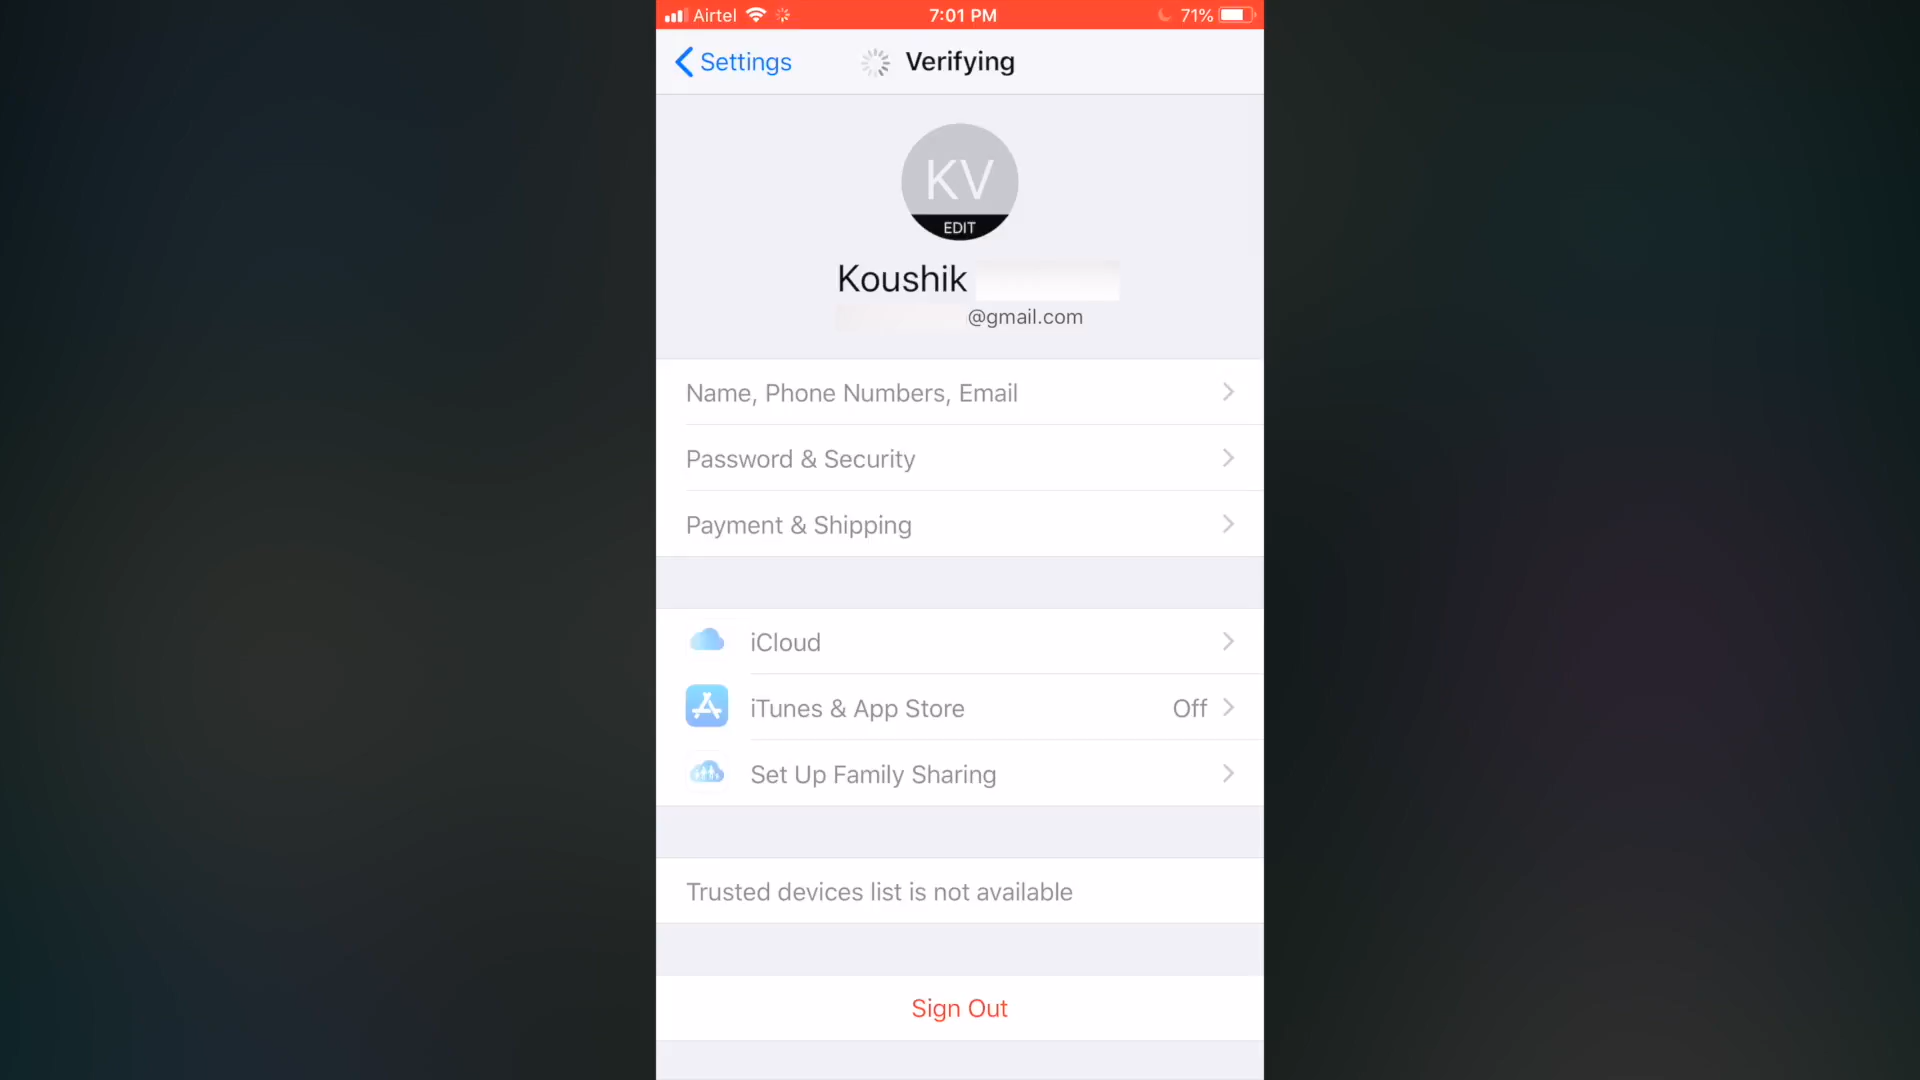 Airtel 7:01 PM 71%
Settings Verifying
KV
EDIT
Koushik
@gmail.com
Name, Phone Numbers, Email
Password & Security
Payment & Shipping
iCloud
iTunes & App Store Off
Set Up Family Sharing
Trusted devices list is not available
Sign Out